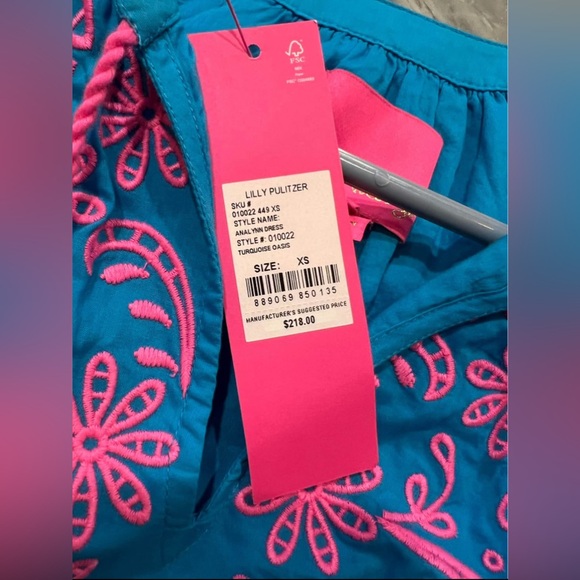 FSC
LILLY PULITZER
SKU #
010022 449 XS
STYLE NAME:
ANALYNN DRESS
STYLE #: 010022
TURQUOISE OASIS
SIZE: XS
889069 850135
MANUFACTURER'S SUGGESTED PRICE
$218.00